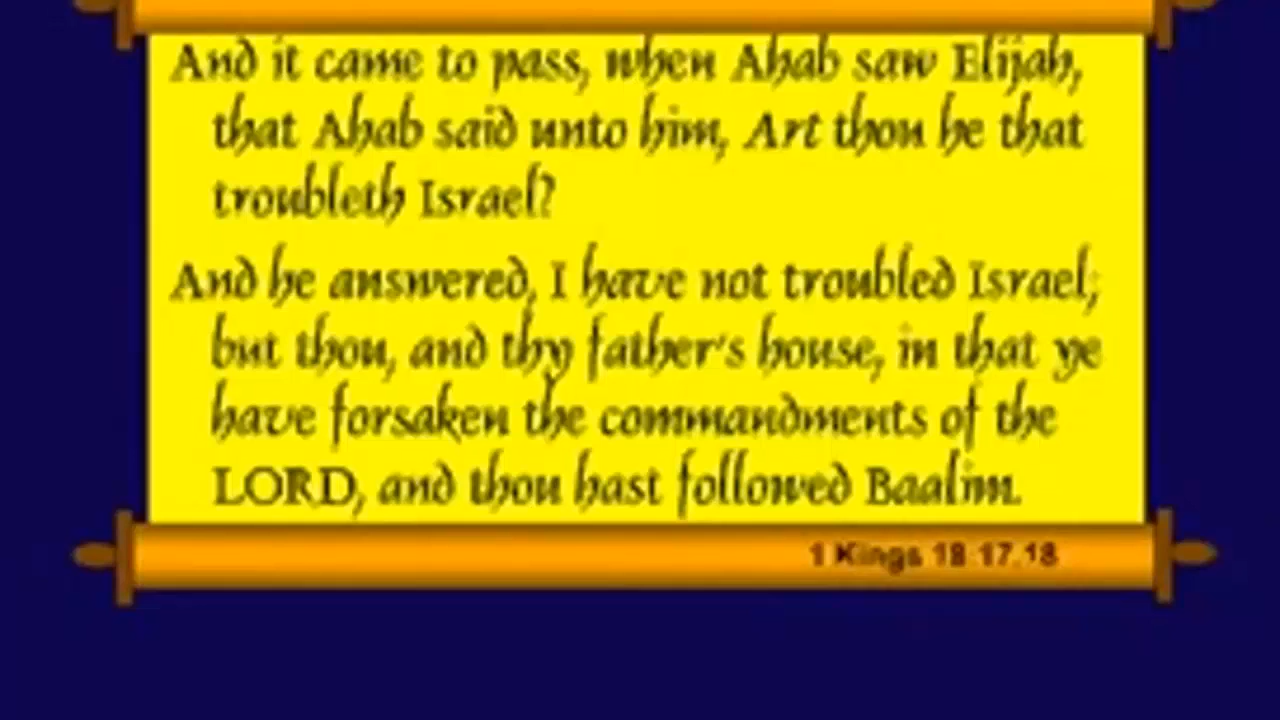 And it came to pass, when Ahab saw Elijah,
that Ahab said unto him, Art thou he that
troubleth Israel?
And he answered, I have not troubled Israel;
but thou, and thy father's house, in that ye
have forsaken the commandments of the
LORD, and thou hast followed Baalim.
1 Kings 18:17,18